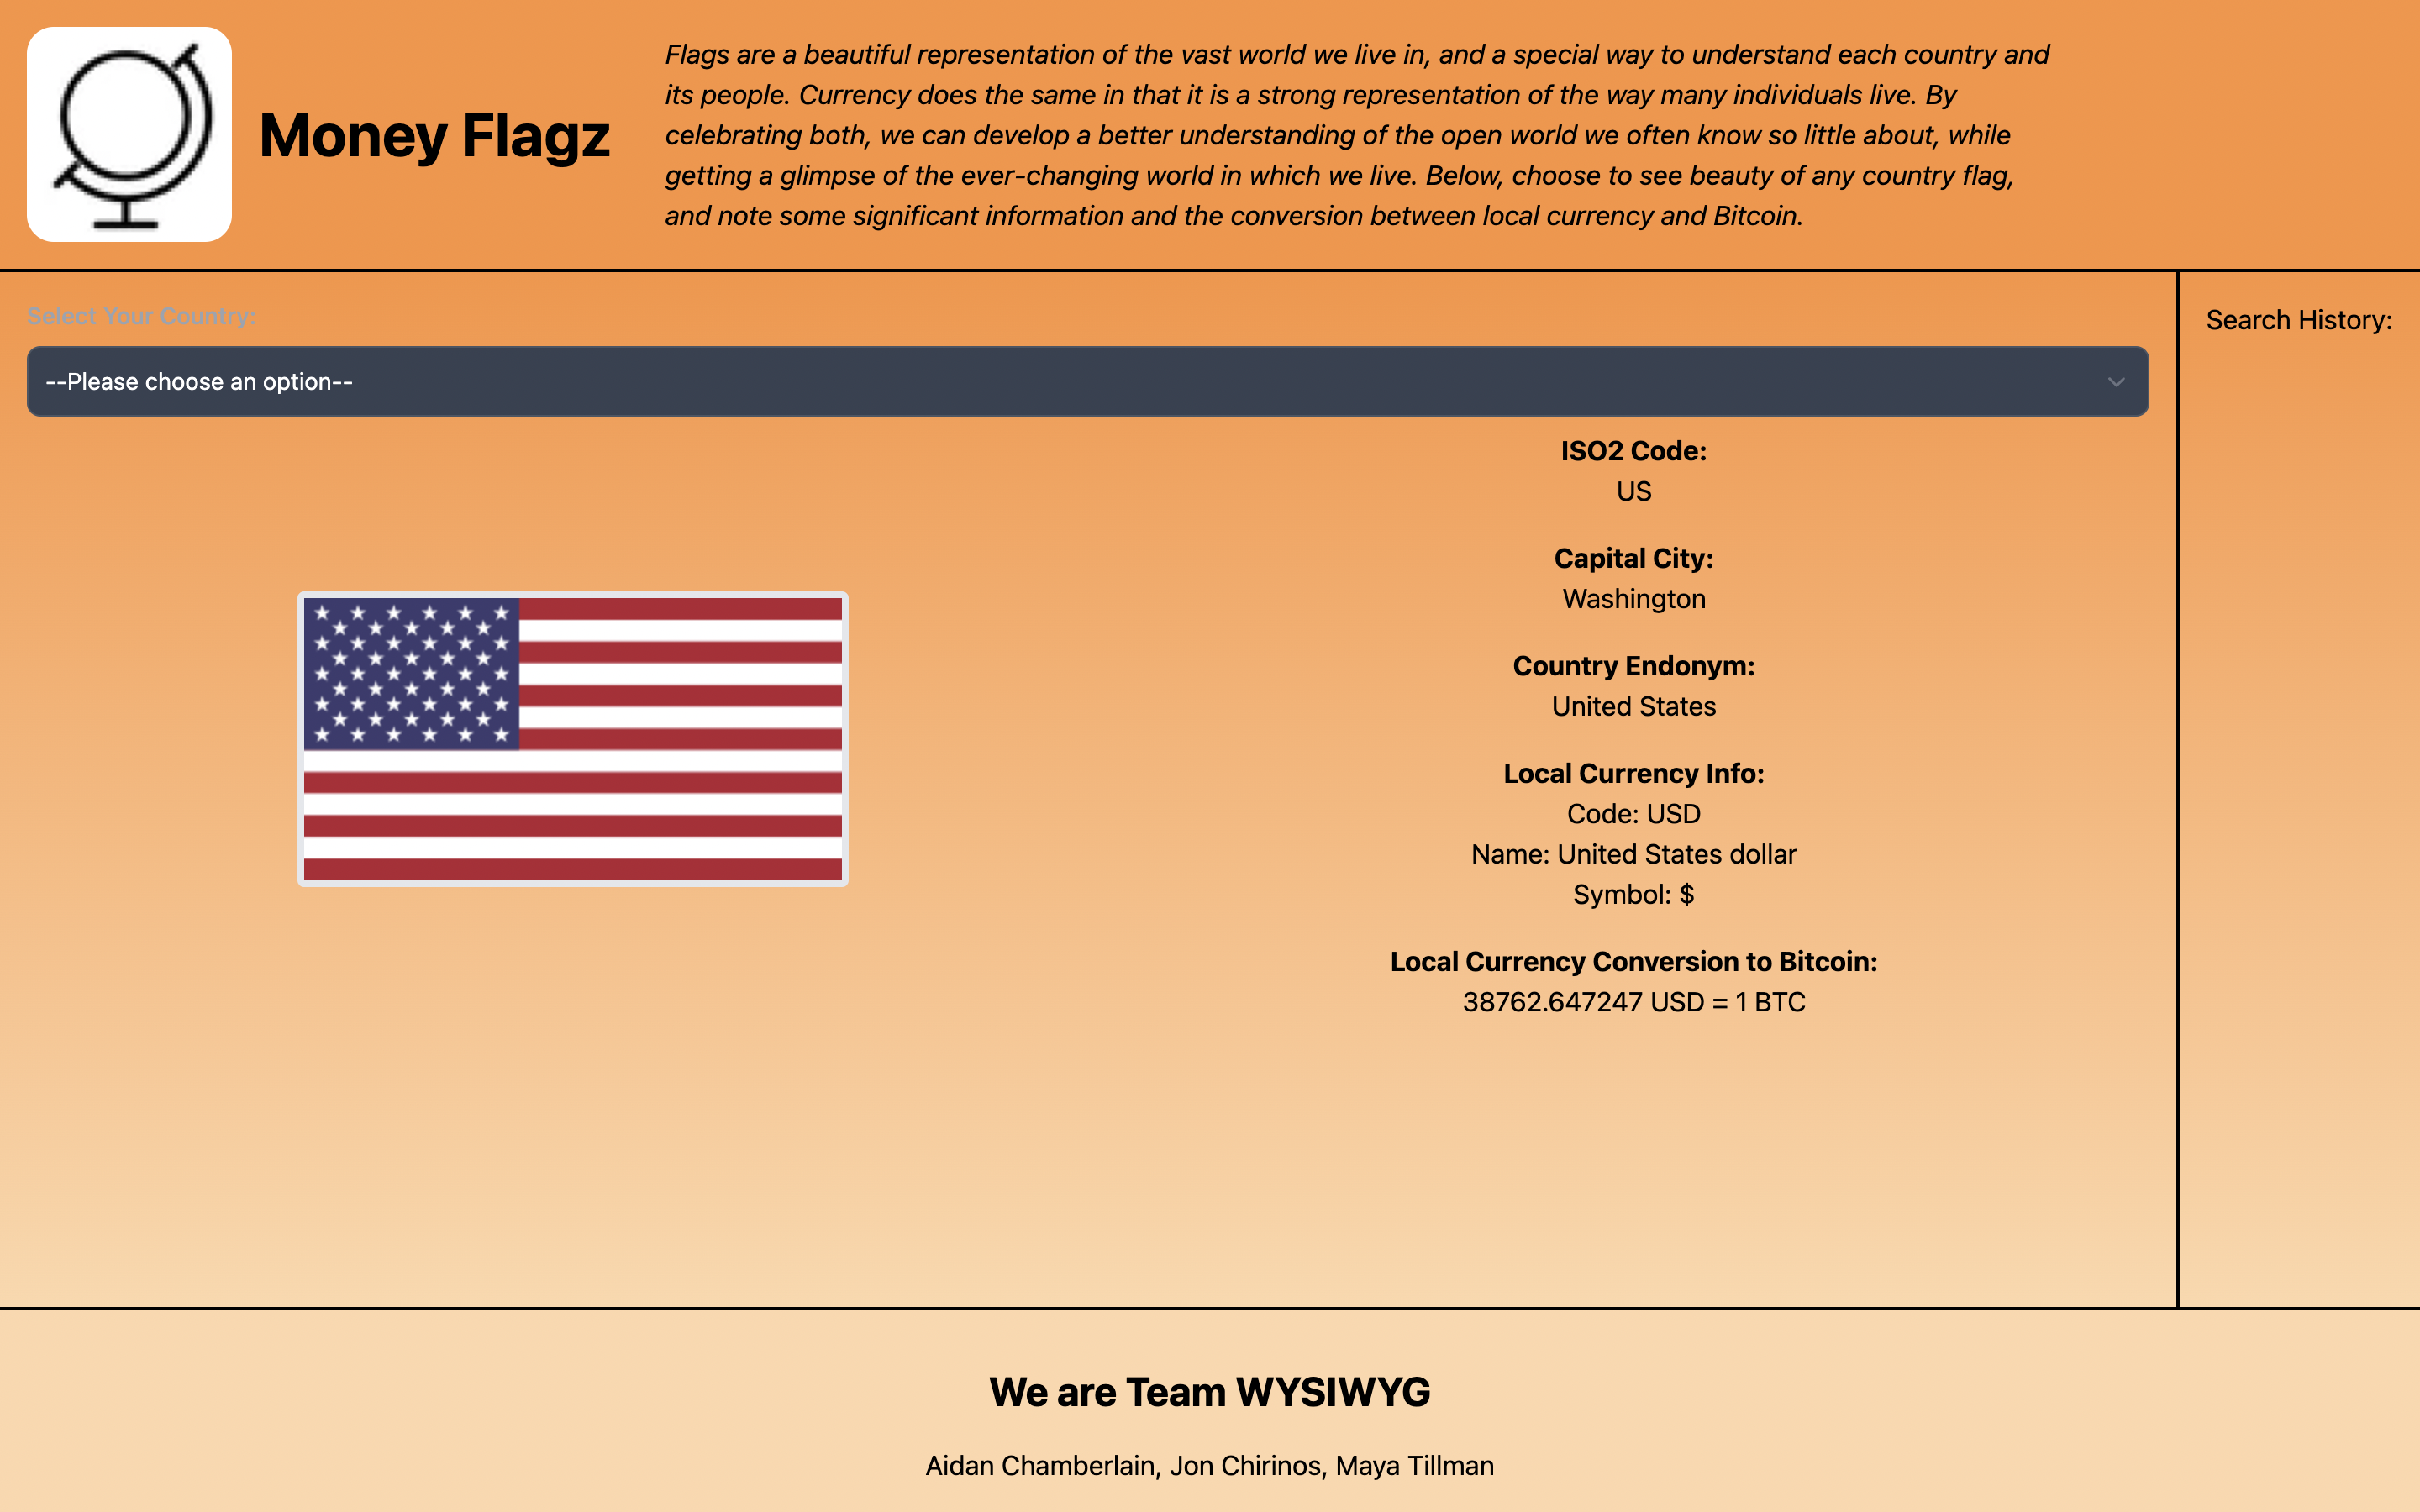 Money Flagz
Flags are a beautiful representation of the vast world we live in, and a special way to understand each country and
its people. Currency does the same in that it is a strong representation of the way many individuals live. By
celebrating both, we can develop a better understanding of the open world we often know so little about, while
getting a glimpse of the ever-changing world in which we live. Below, choose to see beauty of any country flag,
and note some significant information and the conversion between local currency and Bitcoin.
Select Your Country:
--Please choose an option--
ISO2 Code:
US
Capital City:
Washington
Country Endonym:
United States
Local Currency Info:
Code: USD
Name: United States dollar
Symbol: $
Local Currency Conversion to Bitcoin:
38762.647247 USD = 1 BTC
Search History:
We are Team WYSIWYG
Aidan Chamberlain, Jon Chirinos, Maya Tillman